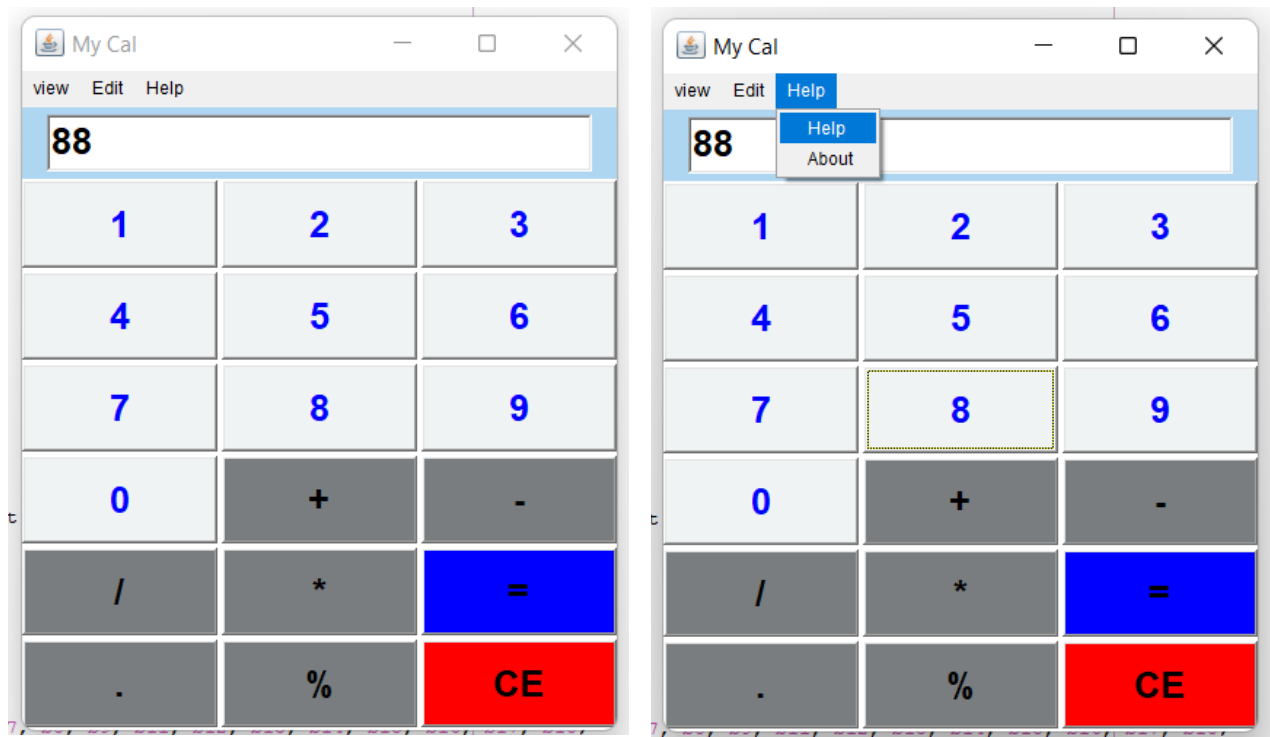 My Cal
view Edit Help
88
1 2 3
4 5 6
7 8 9
0 + -
/ * =
. % CE
My Cal
view Edit Help
Help
88
About
1 2 3
4 5 6
7 8 9
0 + -
/ * =
. % CE